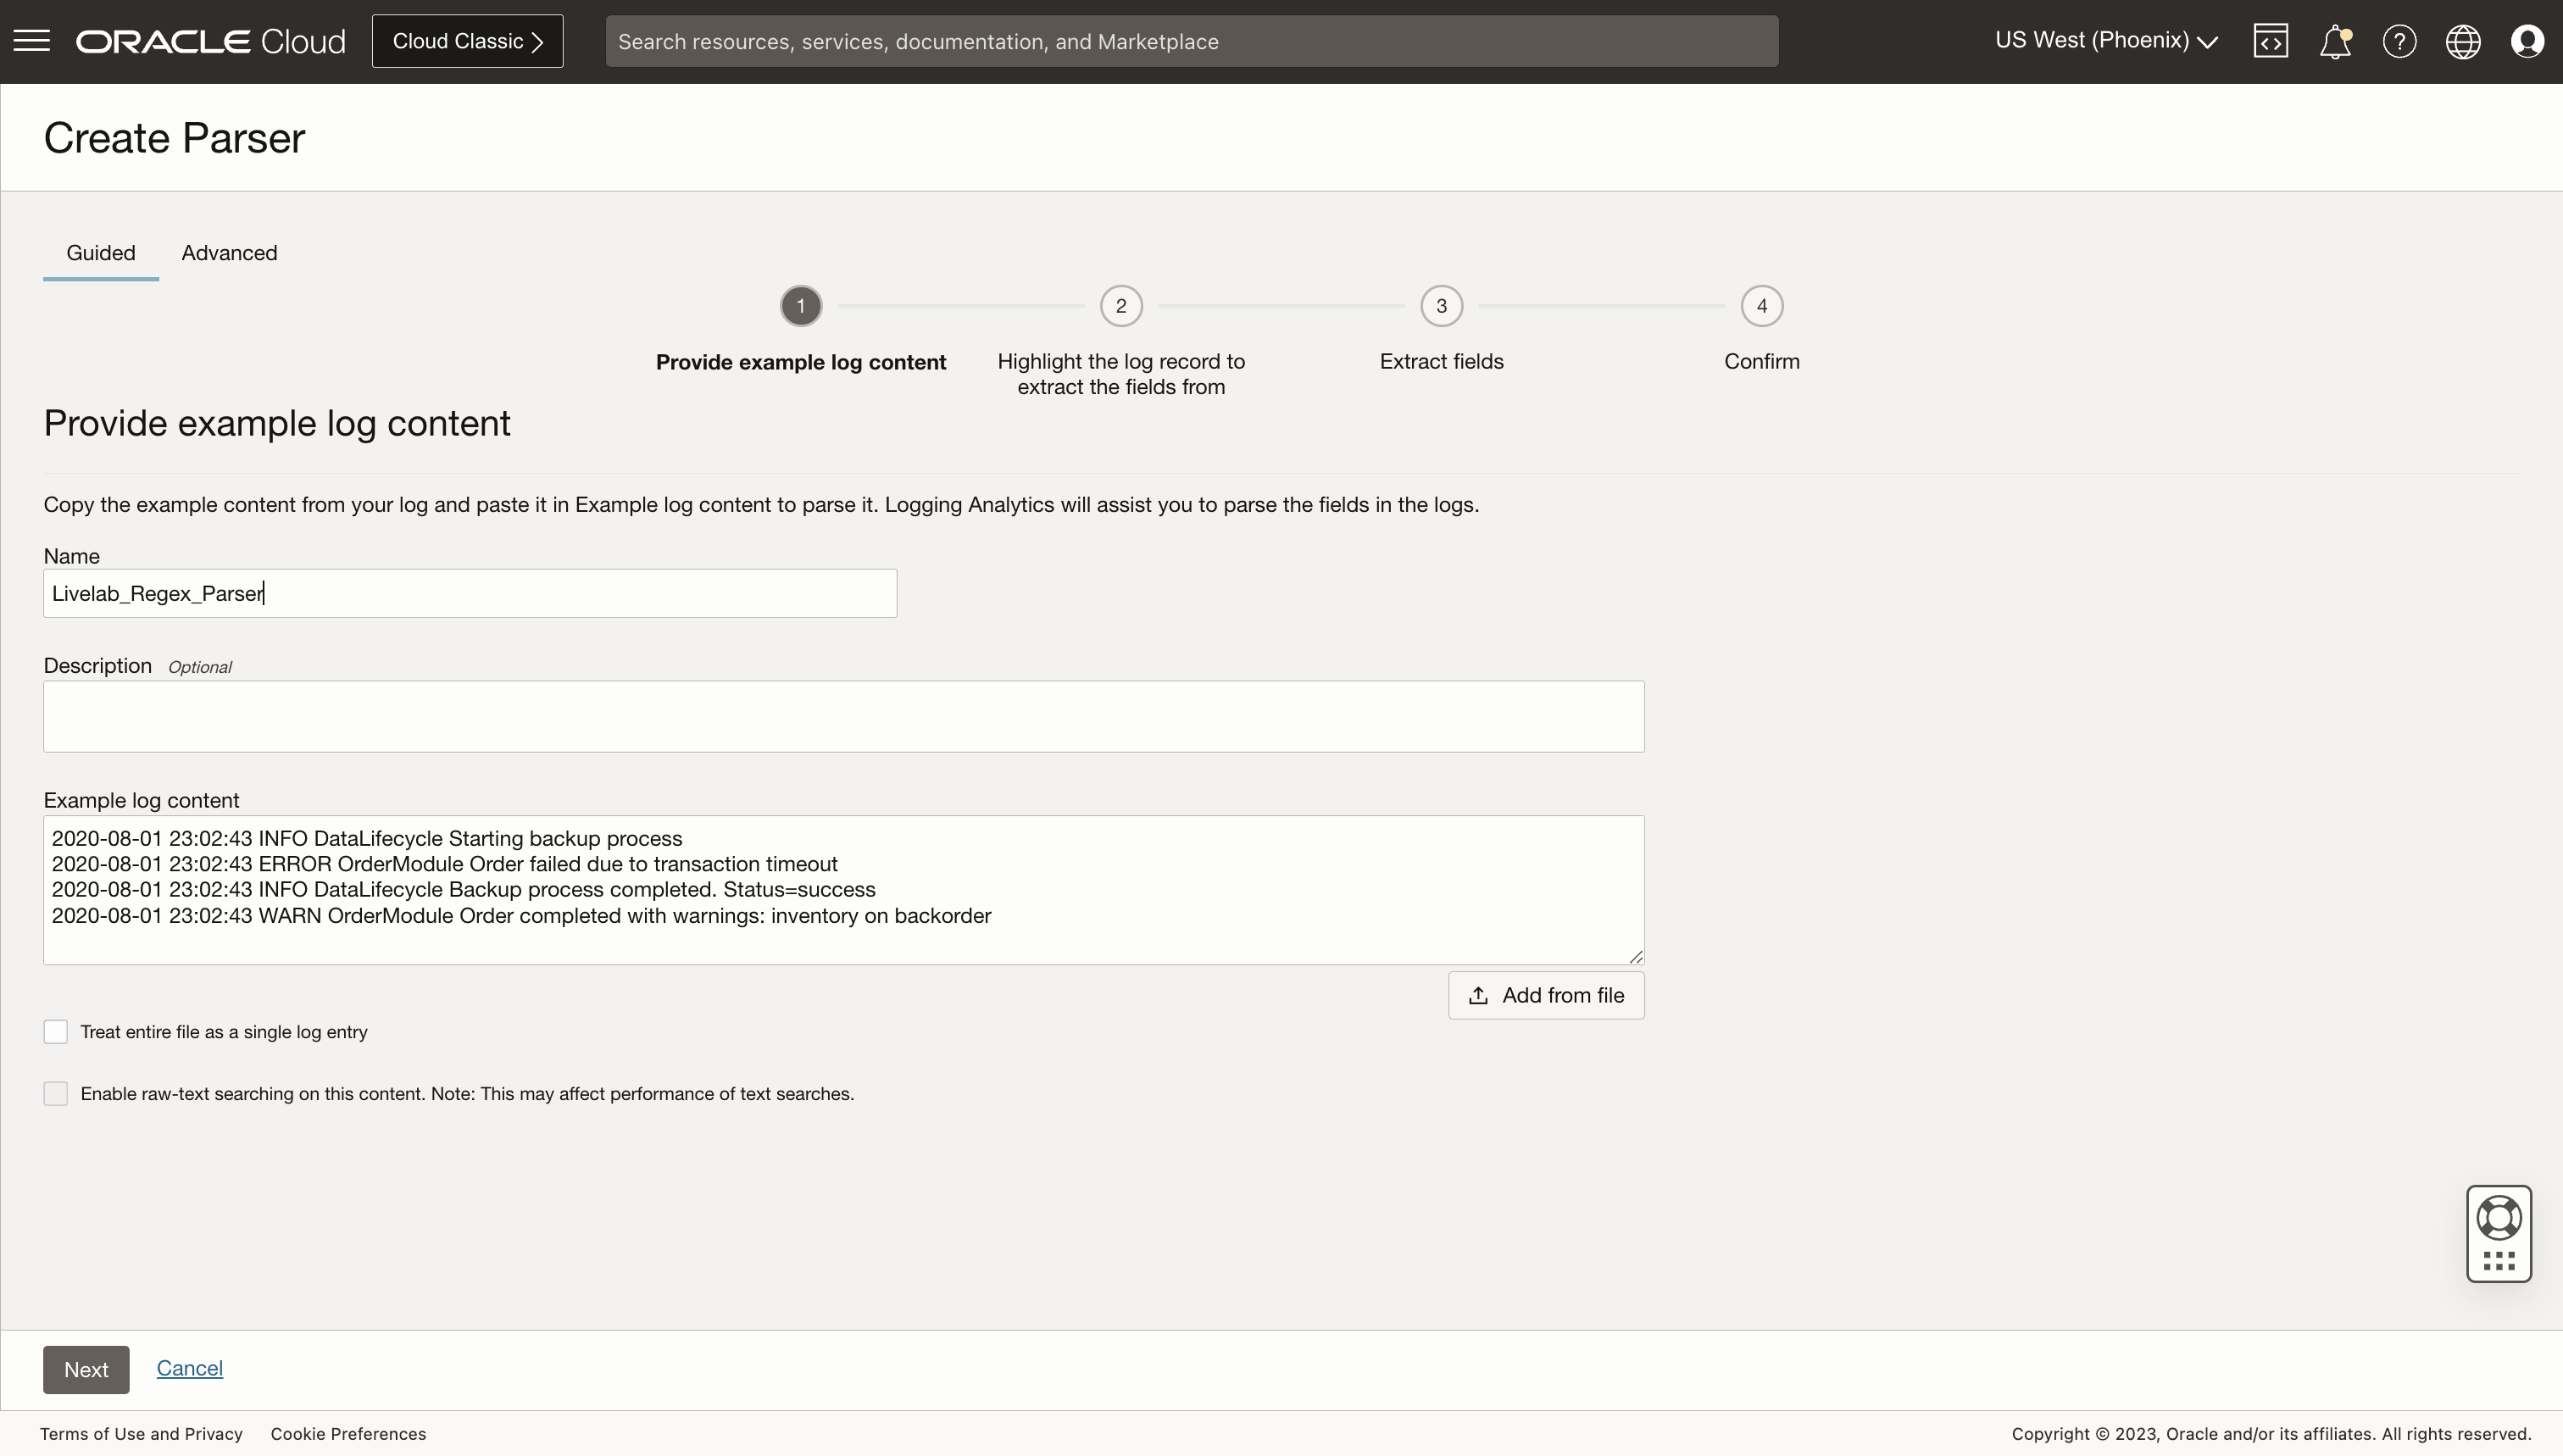 ORACLE Cloud
Cloud Classic
Search resources, services, documentation, and Marketplace
US West (Phoenix)
Create Parser
Guided
Advanced
1
2
3
4
Provide example log content
Highlight the log record to
extract the fields from
Extract fields
Confirm
Provide example log content
Copy the example content from your log and paste it in Example log content to parse it. Logging Analytics will assist you to parse the fields in the logs.
Name
Livelab_Regex_Parser
Description Optional
Example log content
2020-08-01 23:02:43 INFO DataLifecycle Starting backup process
2020-08-01 23:02:43 ERROR OrderModule Order failed due to transaction timeout
2020-08-01 23:02:43 INFO DataLifecycle Backup process completed. Status=success
2020-08-01 23:02:43 WARN OrderModule Order completed with warnings: inventory on backorder
Add from file
Treat entire file as a single log entry
Enable raw-text searching on this content. Note: This may affect performance of text searches.
Next
Cancel
Terms of Use and Privacy
Cookie Preferences
Copyright © 2023, Oracle and/or its affiliates. All rights reserved.